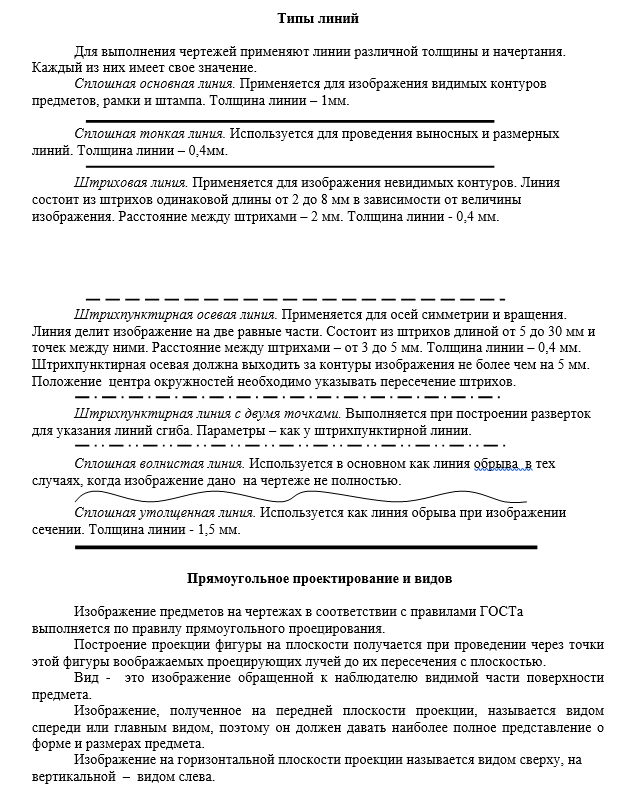 Типы линий
Для выполнения чертежей применяют линии различной толщины и начертания.
Каждый из них имеет свое значение.
Сплошная основная линия. Применяется для изображения видимых контуров
предметов, рамки и штампа. Толщина линии – 1мм.
Сплошная тонкая линия. Используется для проведения выносных и размерных
линий. Толщина линии – 0,4мм.
Штриховая линия. Применяется для изображения невидимых контуров. Линия
состоит из штрихов одинаковой длины от 2 до 8 мм в зависимости от величины
изображения. Расстояние между штрихами – 2 мм. Толщина линии - 0,4 мм.
Штрихпунктирная осевая линия. Применяется для осей симметрии и вращения.
Линия делит изображение на две равные части. Состоит из штрихов длиной от 5 до 30 мм и
точек между ними. Расстояние между штрихами – от 3 до 5 мм. Толщина линии – 0,4 мм.
Штрихпунктирная осевая должна выходить за контуры изображения не более чем на 5 мм.
Положение центра окружностей необходимо указывать пересечение штрихов.
Штрихпунктирная линия с двумя точками. Выполняется при построении разверток
для указания линий сгиба. Параметры – как у штрихпунктирной линии.
Сплошная волнистая линия. Используется в основном как линия обрыва в тех
случаях, когда изображение дано на чертеже не полностью.
Сплошная утолщенная линия. Используется как линия обрыва при изображении
сечении. Толщина линии - 1,5 мм.
Прямоугольное проектирование и видов
Изображение предметов на чертежах в соответствии с правилами ГОСТа
выполняется по правилу прямоугольного проецирования.
Построение проекции фигуры на плоскости получается при проведении через точки
этой фигуры воображаемых проецирующих лучей до их пересечения с плоскостью.
Вид - это изображение обращенной к наблюдателю видимой части поверхности
предмета.
Изображение, полученное на передней плоскости проекции, называется видом
спереди или главным видом, поэтому он должен давать наиболее полное представление о
форме и размерах предмета.
Изображение на горизонтальной плоскости проекции называется видом сверху, на
вертикальной – видом слева.